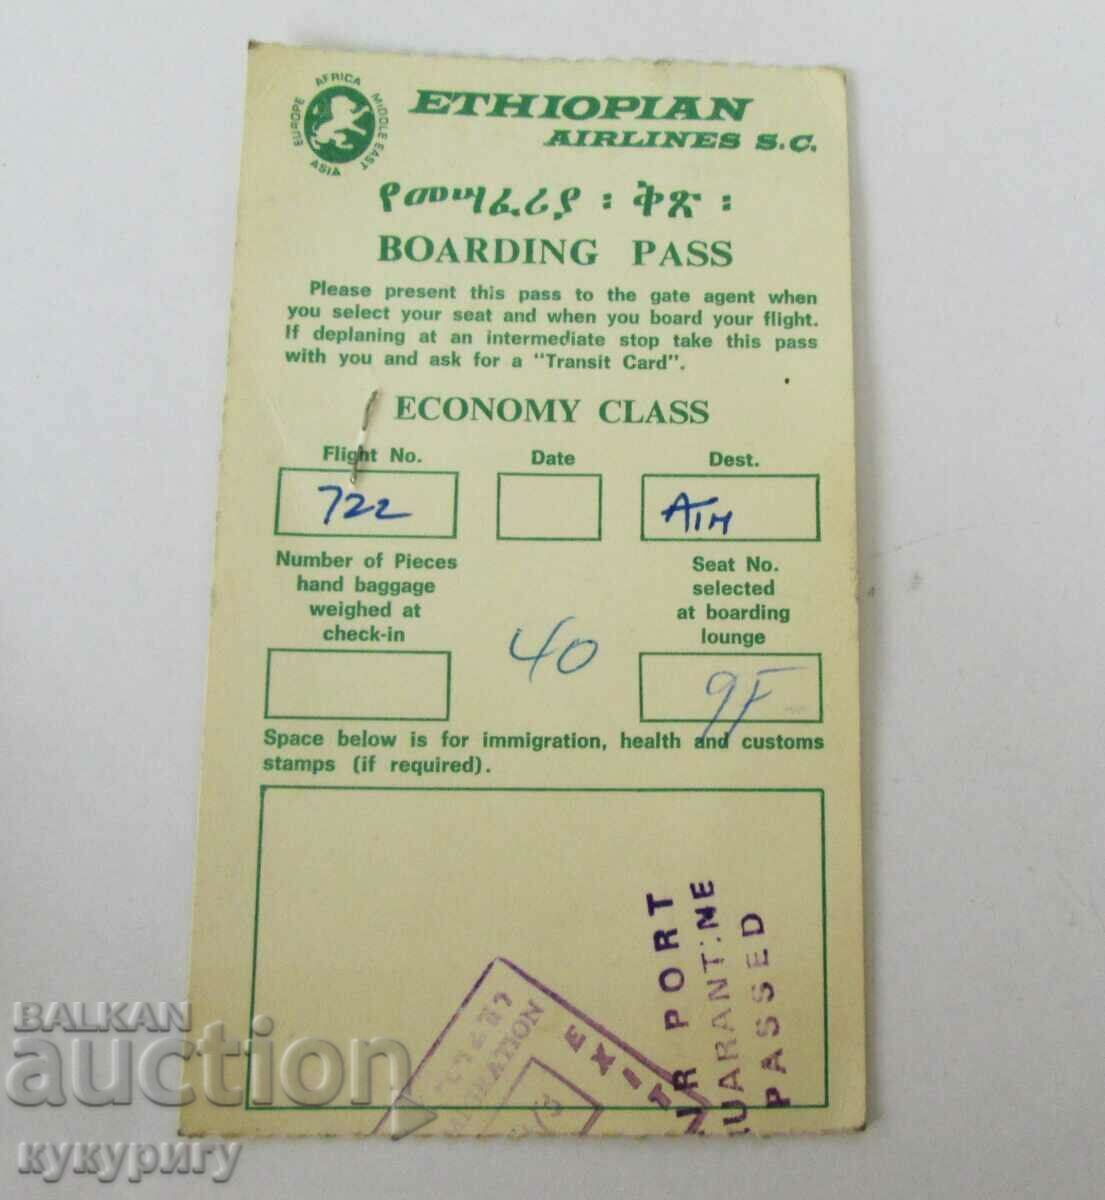 EUROPE AFRICA MIDDLE EAST ASIA
ETHIOPIAN
AIRLINES S.C.
የመሣፈሪያ ፡ ቅጽ ፡
BOARDING PASS
Please present this pass to the gate agent when
you select your seat and when you board your flight.
If deplaning at an intermediate stop take this pass
with you and ask for a "Transit Card".
ECONOMY CLASS
Flight No. Date Dest.
722 ATH
Number of Pieces
hand baggage
weighed at
check-in
Seat No.
selected
at boarding
lounge
40
9F
Space below is for immigration, health and customs
stamps (if required).
EXIT
PORT
PASSED
BALKAN
auction
кукуригу